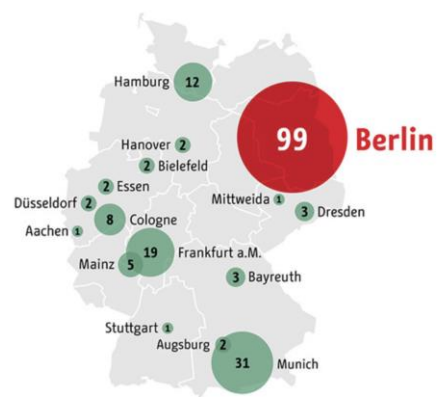 Hamburg 12
99 Berlin
Hanover 2
2 Bielefeld
2 Essen
Mittweida 1
Düsseldorf 2
3 Dresden
8 Cologne
Aachen 1
19 Frankfurt a.M.
Mainz 5
3 Bayreuth
Stuttgart 1
Augsburg 2
31 Munich